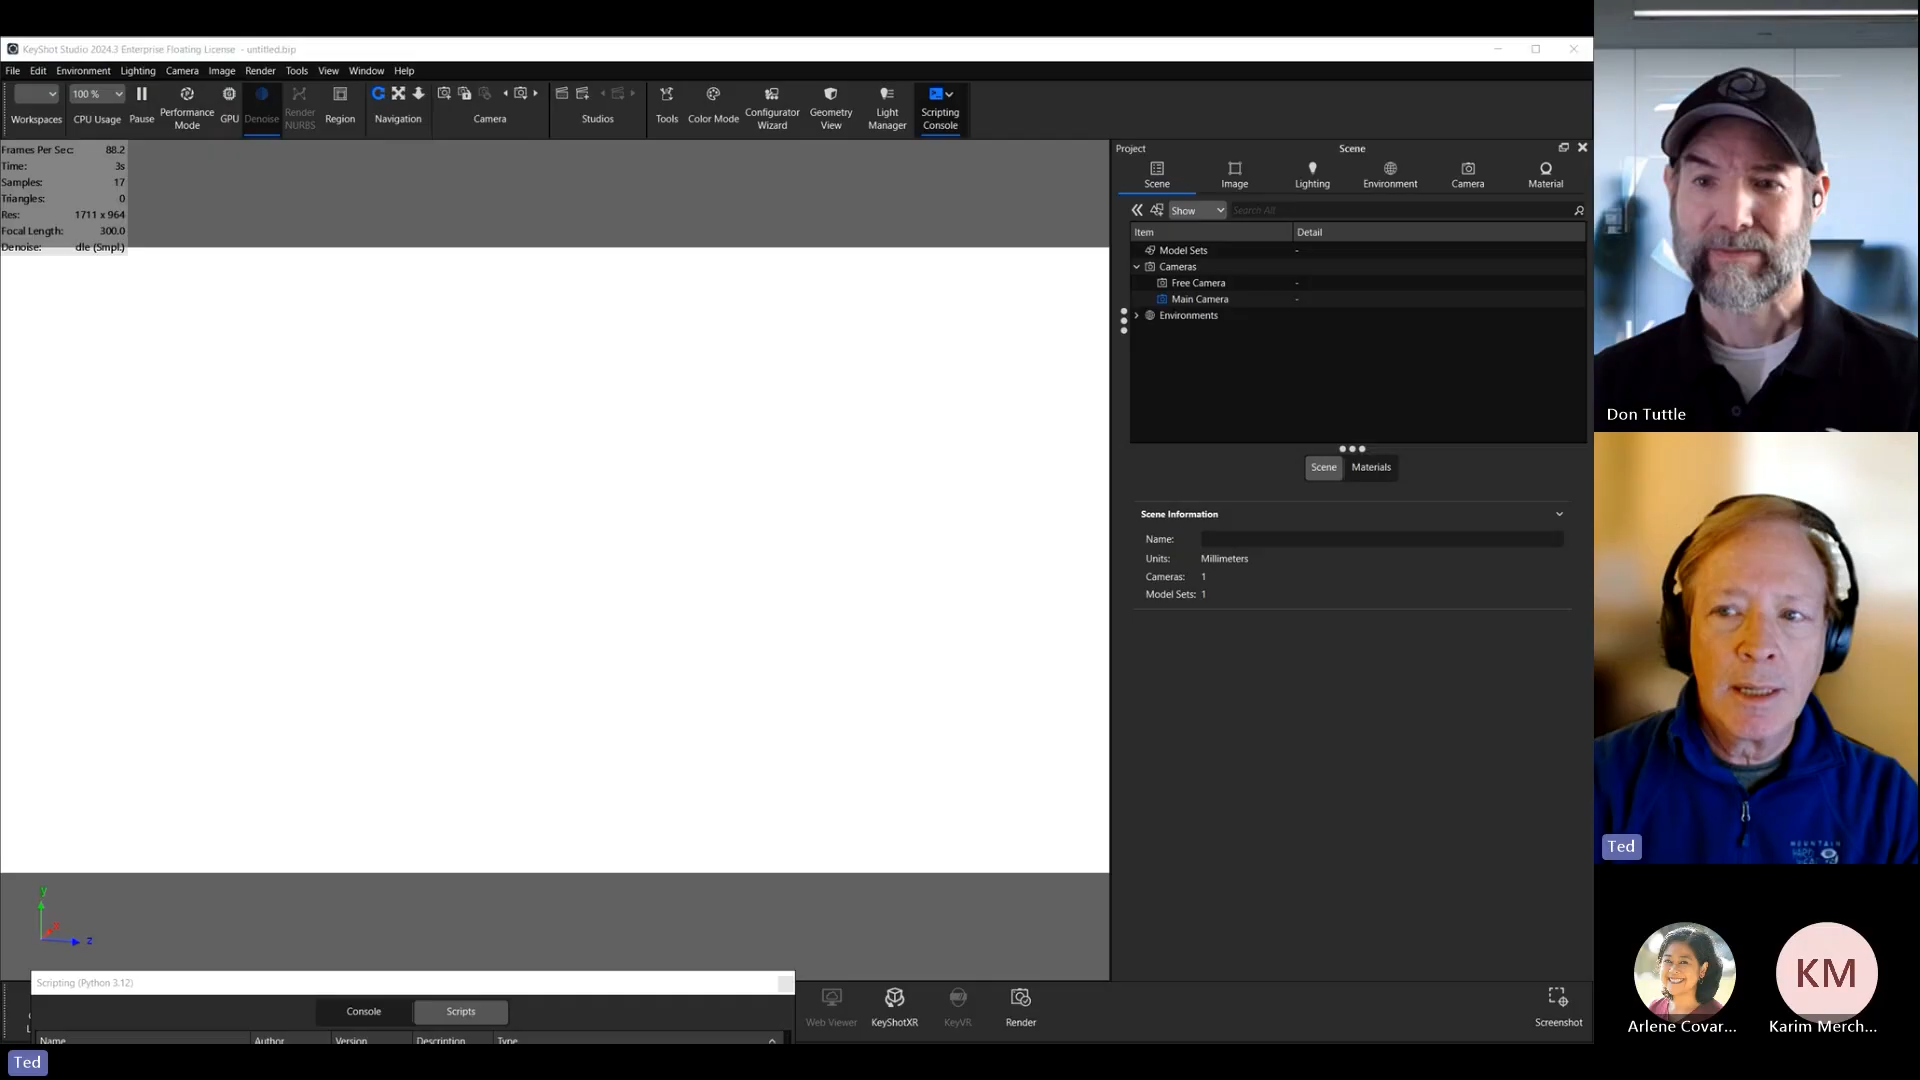 KeyShot Studio 2024.3 Enterprise Floating License - untitled.bip
File Edit Environment Lighting Camera Image Render Tools View Window Help
100 %
Workspaces CPU Usage Pause Performance Mode GPU Denoise Render NURBS Region Navigation Camera Studios Tools Color Mode Configurator Wizard Geometry View Light Manager Scripting Console
Frames Per Sec: 88.2
Time: 3s
Samples: 17
Triangles: 0
Res: 1711 x 964
Focal Length: 300.0
Denoise: dle (Smpl.)
Project Scene
Scene Image Lighting Environment Camera Material
Show Search All
Item Detail
Model Sets -
Cameras
Free Camera -
Main Camera -
Environments
Scene Materials
Scene Information
Name:
Units: Millimeters
Cameras: 1
Model Sets: 1
y
z
Scripting (Python 3.12)
Console Scripts
Name Author Version Description Type
Web Viewer KeyShotXR KeyVR Render Screenshot
Don Tuttle
Ted
MOUNTAIN
Arlene Covar... KM
Karim Merch...
Ted